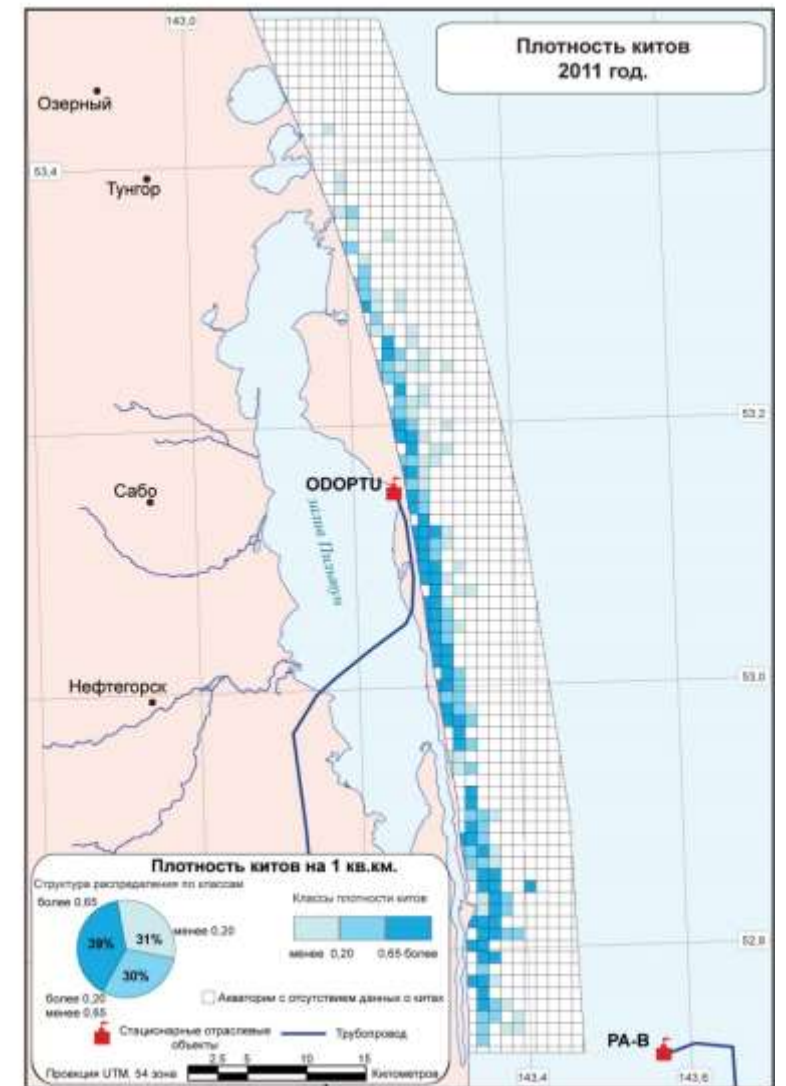 143,0
Плотность китов
2011 год.
Озерный
53,4
Тунгор
53,2
ODOPTU
Сабо
залив Пильтун
Нефтегорск
53,0
Плотность китов на 1 кв.км.
Структура распределения по классам
более 0,65
менее 0,20
39%
31%
30%
более 0,20
менее 0,65
Классы плотности китов
менее 0,20 0,65 более
Акватории с отсутствием данных о китах
Стационарные отраслевые
объекты
Трубопровод
Проекция UTM. 54 зона
2,5 5 10 15
Километров
52,8
PA-B
143,4
143,6